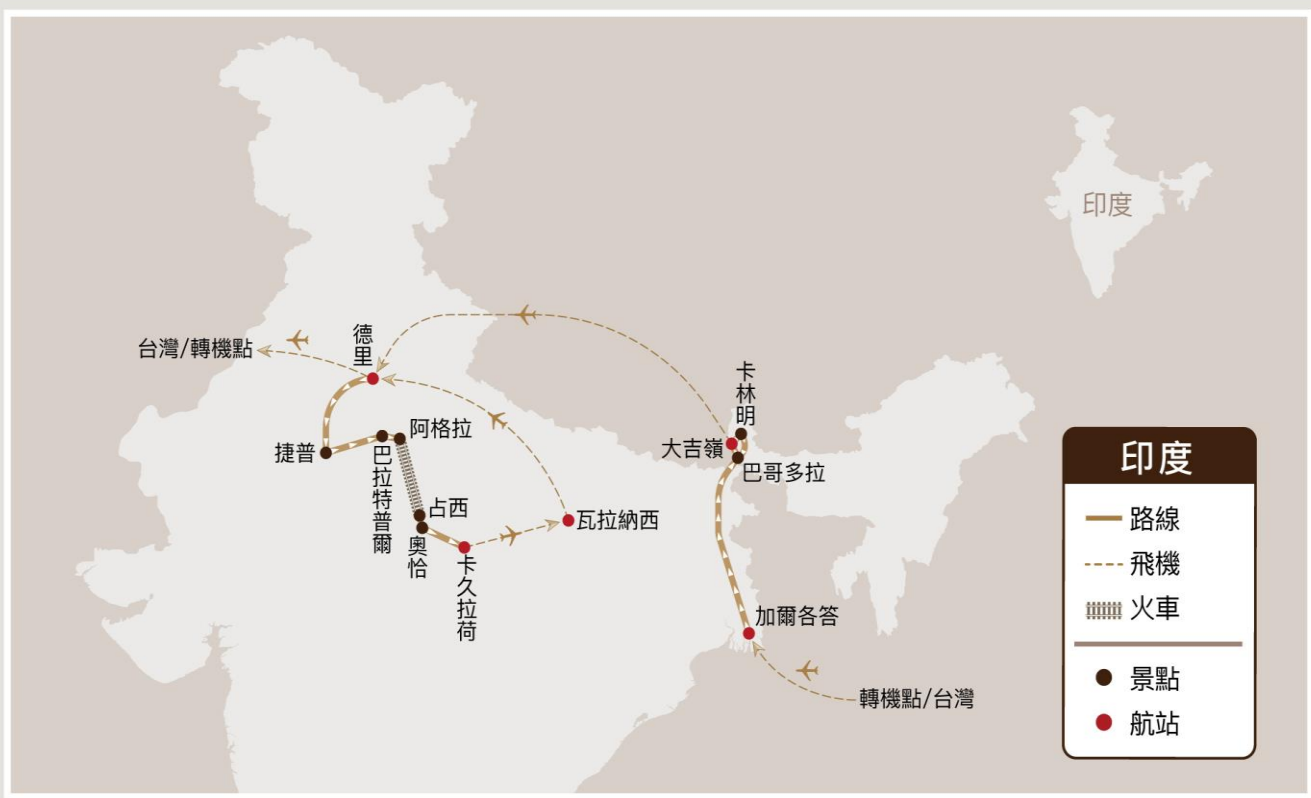 印度
德里
台灣/轉機點
卡林明
捷普
阿格拉
大吉嶺
巴哥多拉
巴拉特普爾
占西
奧恰
瓦拉納西
卡久拉荷
加爾各答
轉機點/台灣
印度
路線
飛機
火車
景點
航站